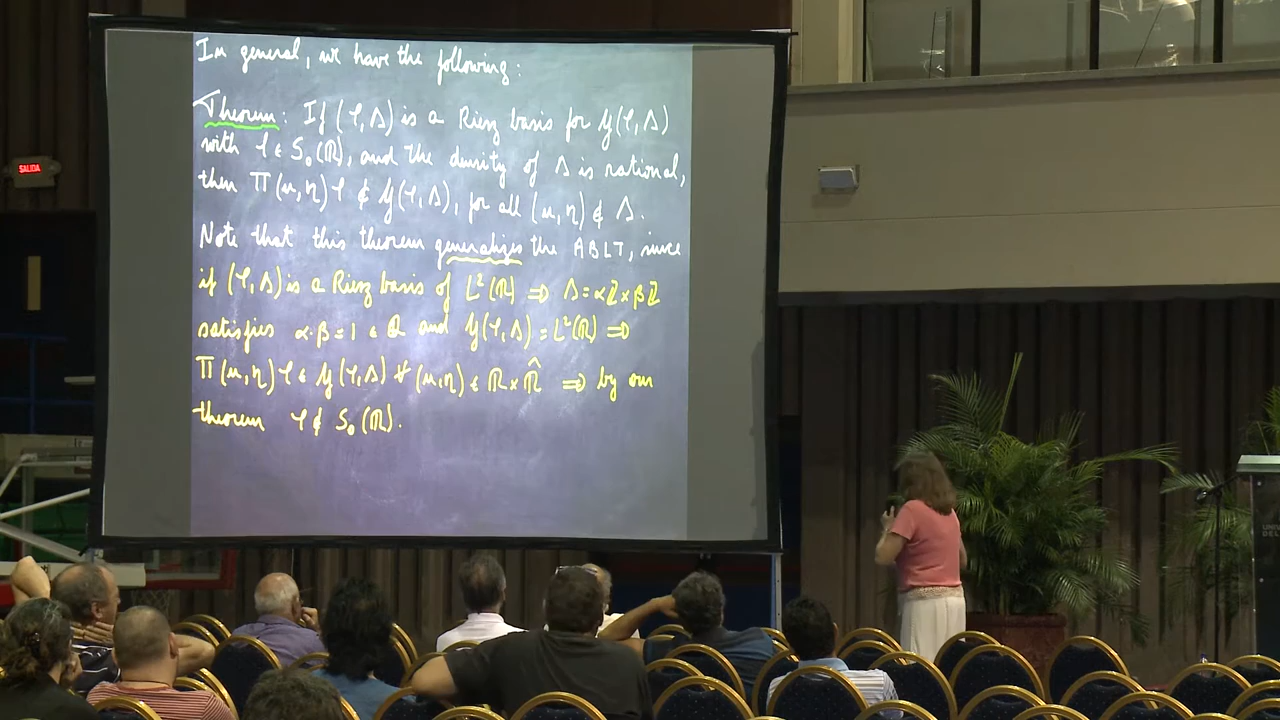 In general, we have the following:
Theorem: If (φ,Λ) is a Riesz basis for G(φ,Λ)
with φ ∈ S₀(ℝ), and the density of Λ is rational,
then Π(u,η)φ ∉ G(φ,Λ), for all (u,η) ∉ Λ.
Note that this theorem generalizes the ABLT, since
if (φ,Λ) is a Riesz basis of L²(ℝ) ⇒ Λ = αℤ × βℤ
satisfies α·β = 1 ∈ ℚ and G(φ,Λ) = L²(ℝ) ⇒
Π(u,η)φ ∈ G(φ,Λ) ∀ (u,η) ∈ ℝ × ℝ̂ ⇒ by our
theorem φ ∉ S₀(ℝ).
SALIDA